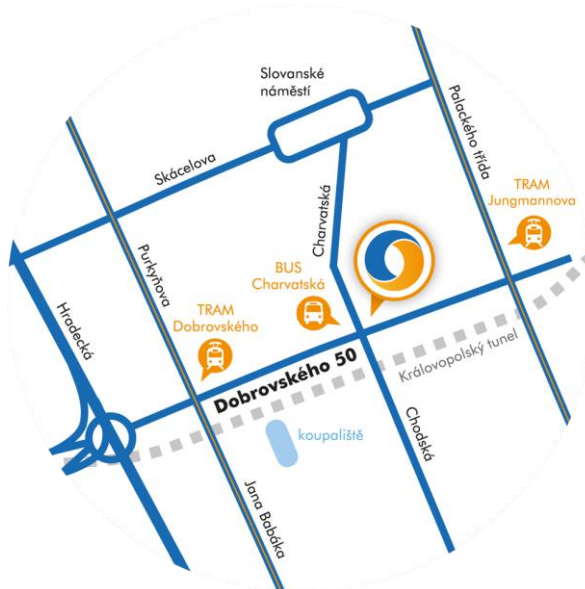 Slovanské
náměstí
Palackého třída
Skácelova
TRAM
Jungmannova
Charvatská
BUS
Charvatská
Purkyňova
TRAM
Dobrovského
Hradecká
Královopolský tunel
Dobrovského 50
koupaliště
Chodská
Jana Babáka